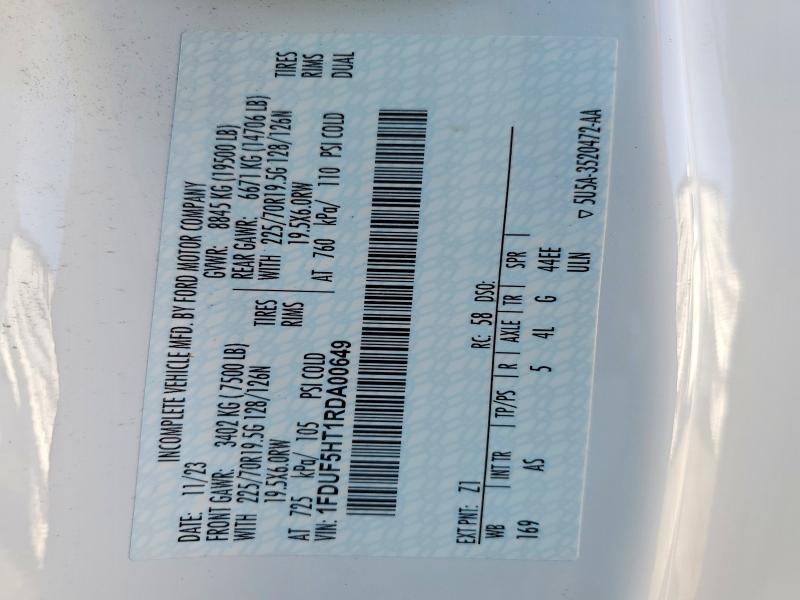 INCOMPLETE VEHICLE MFD. BY FORD MOTOR COMPANY
DATE: 11/23 GVWR: 8845 KG (19500 LB)
FRONT GAWR: 3402 KG (7500 LB) REAR GAWR: 6671 KG (14706 LB)
WITH 225/70R19.5G 128/126N TIRES WITH 225/70R19.5G 128/126N TIRES
19.5X6.0RW RIMS 19.5X6.0RW RIMS
AT 725 kPa/ 105 PSI COLD AT 760 kPa/ 110 PSI COLD DUAL
VIN: 1FDUF5HT1RDA00649
EXT PNT: Z1 RC: 58 DSO:
WB INT TR TP/PS R AXLE TR SPR
169 AS 5 4L G 44EE
ULN
▽ 5U5A-3520472-AA